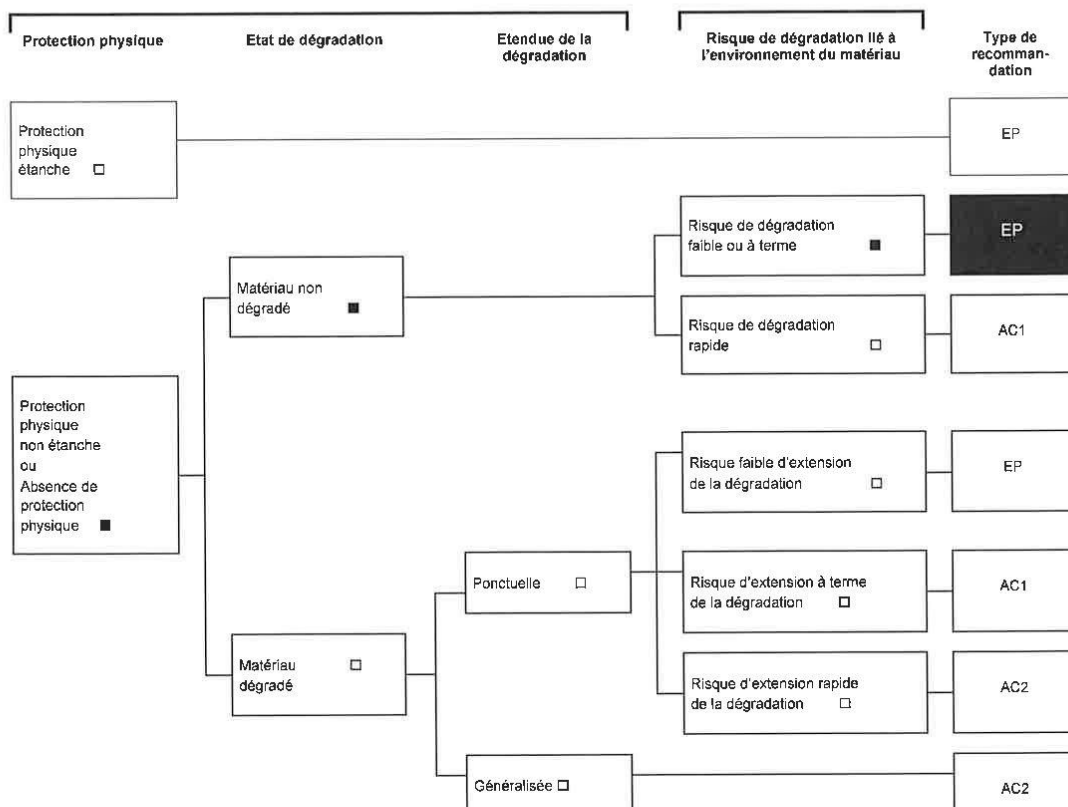 Protection physique
Etat de dégradation
Etendue de la
dégradation
Risque de dégradation lié à
l'environnement du matériau
Type de
recomman-
dation
Protection
physique
étanche
EP
Risque de dégradation
faible ou à terme
EP
Matériau non
dégradé
Risque de dégradation
rapide
AC1
Protection
physique
non étanche
ou
Absence de
protection
physique
Risque faible d'extension
de la dégradation
EP
Ponctuelle
Risque d'extension à terme
de la dégradation
AC1
Matériau
dégradé
Risque d'extension rapide
de la dégradation
AC2
Généralisée
AC2